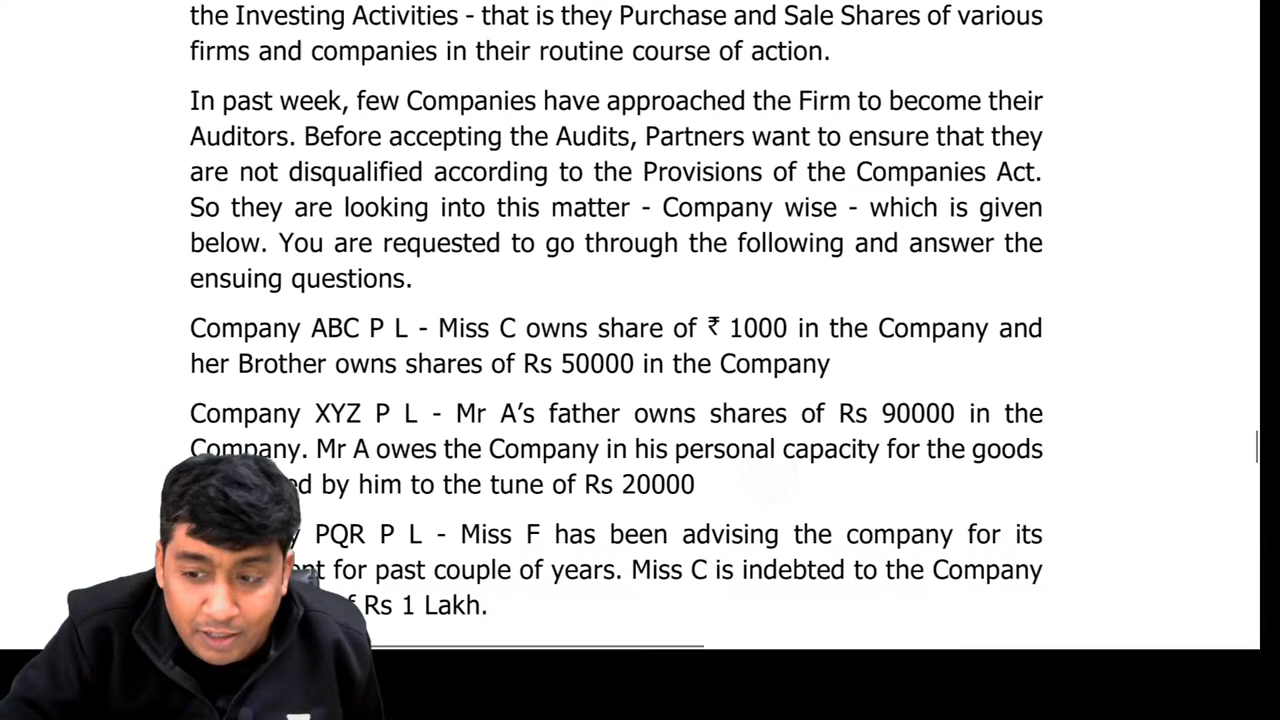 the Investing Activities - that is they Purchase and Sale Shares of various
firms and companies in their routine course of action.
In past week, few Companies have approached the Firm to become their
Auditors. Before accepting the Audits, Partners want to ensure that they
are not disqualified according to the Provisions of the Companies Act.
So they are looking into this matter - Company wise - which is given
below. You are requested to go through the following and answer the
ensuing questions.
Company ABC P L - Miss C owns share of ₹ 1000 in the Company and
her Brother owns shares of Rs 50000 in the Company
Company XYZ P L - Mr A’s father owns shares of Rs 90000 in the
Company. Mr A owes the Company in his personal capacity for the goods
by him to the tune of Rs 20000
PQR P L - Miss F has been advising the company for its
for past couple of years. Miss C is indebted to the Company
Rs 1 Lakh.